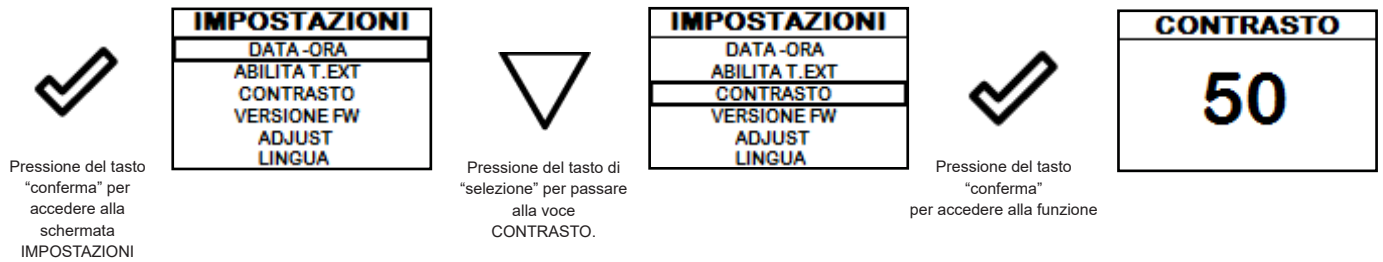 IMPOSTAZIONI
DATA -ORA
ABILITA T.EXT
CONTRASTO
VERSIONE FW
ADJUST
LINGUA
Pressione del tasto
“conferma” per
accedere alla
schermata
IMPOSTAZIONI
Pressione del tasto di
“selezione” per passare
alla voce
CONTRASTO.
IMPOSTAZIONI
DATA -ORA
ABILITA T.EXT
CONTRASTO
VERSIONE FW
ADJUST
LINGUA
Pressione del tasto
“conferma”
per accedere alla funzione
CONTRASTO
50